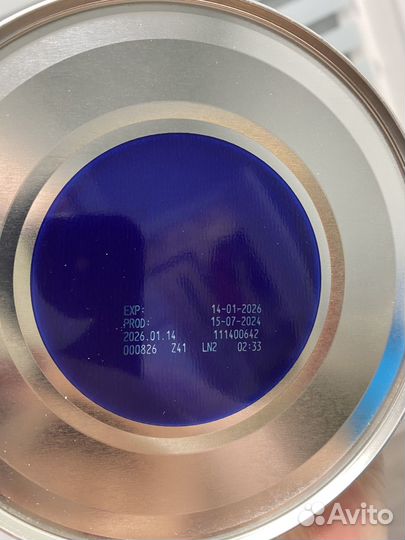 EXP: 14-01-2026
PROD: 15-07-2024
2026.01.14 111400642
000826 Z41 LN2 02:33
Avito